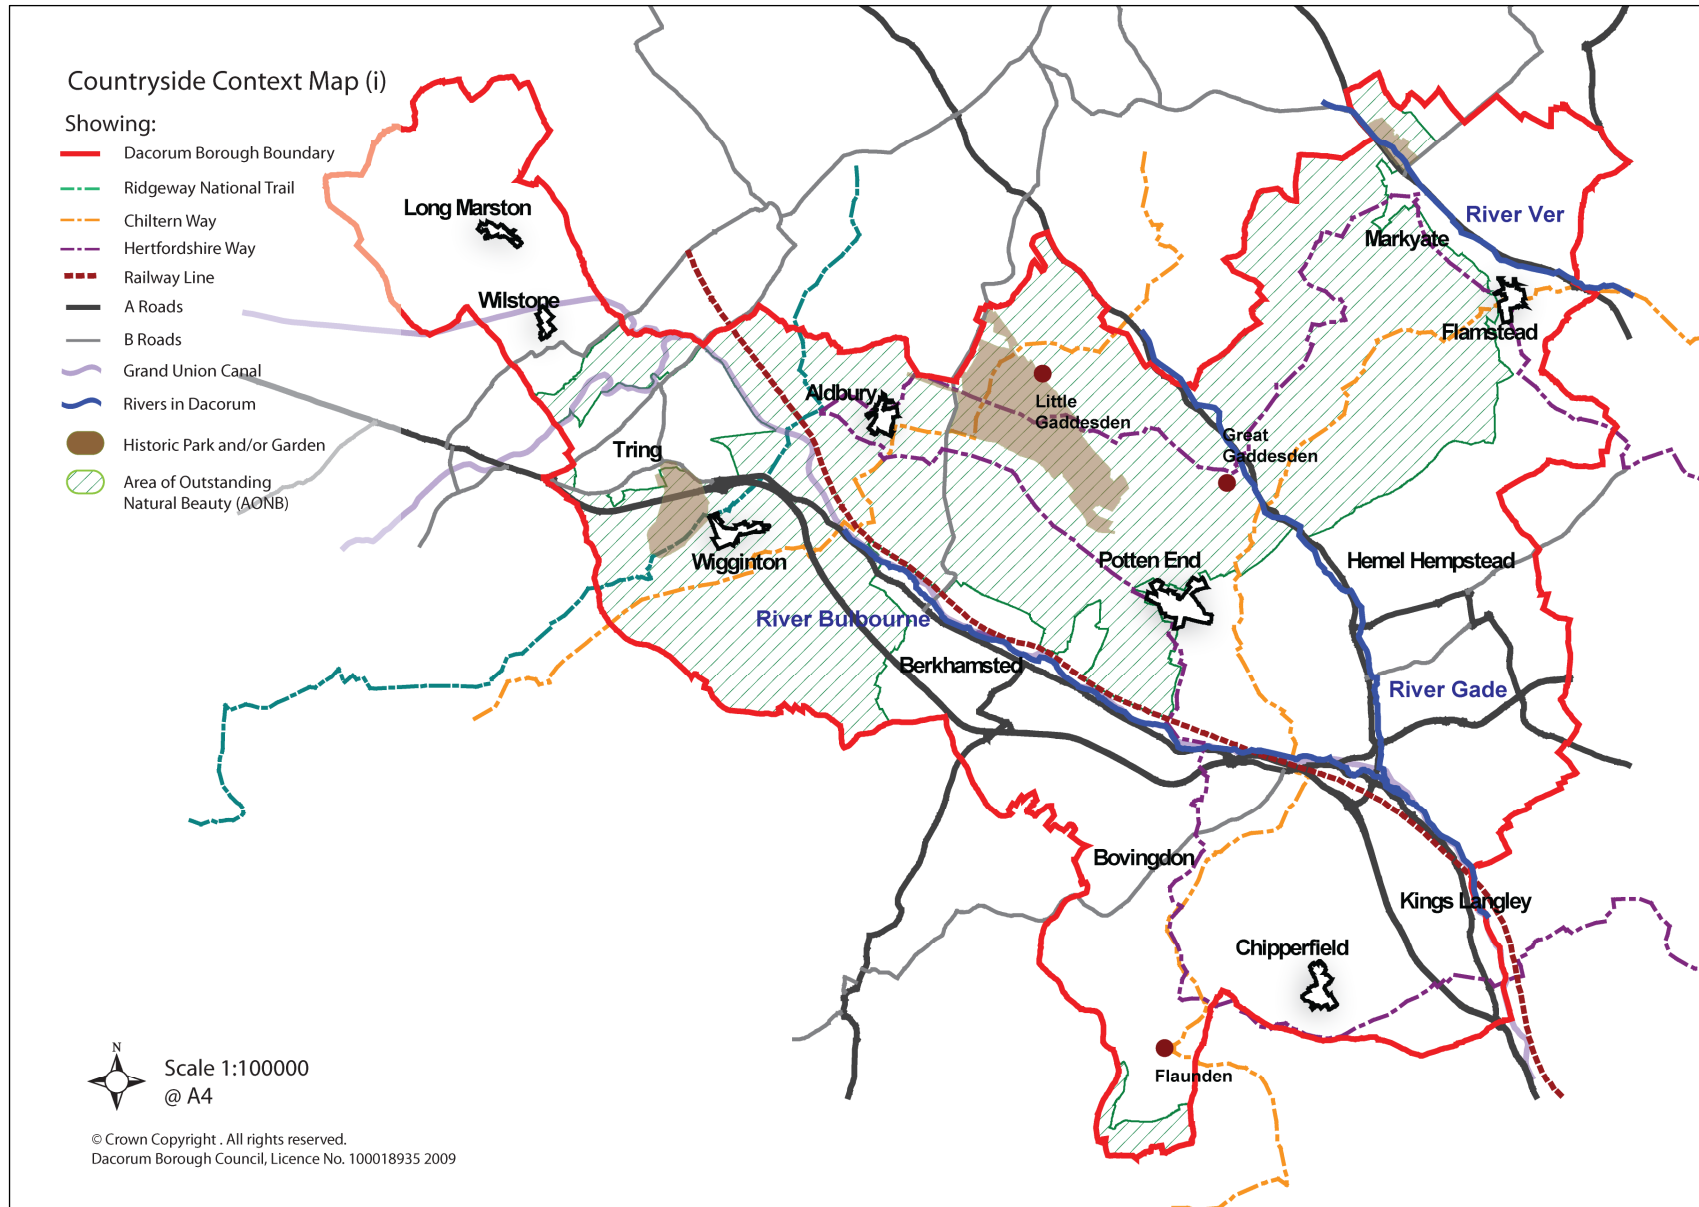 Countryside Context Map (i)
Showing:
Dacorum Borough Boundary
Ridgeway National Trail
Chiltern Way
Hertfordshire Way
Railway Line
A Roads
B Roads
Grand Union Canal
Rivers in Dacorum
Historic Park and/or Garden
Area of Outstanding
Natural Beauty (AONB)
Long Marston
Wilstone
Tring
Aldbury
Wigginton
Little
Gaddesden
Great
Gaddesden
River Ver
Markyate
Flamstead
Potten End
Hemel Hempstead
River Bulbourne
Berkhamsted
River Gade
Bovingdon
Kings Langley
Chipperfield
Flaunden
N
Scale 1:100000
@ A4
© Crown Copyright . All rights reserved.
Dacorum Borough Council, Licence No. 100018935 2009